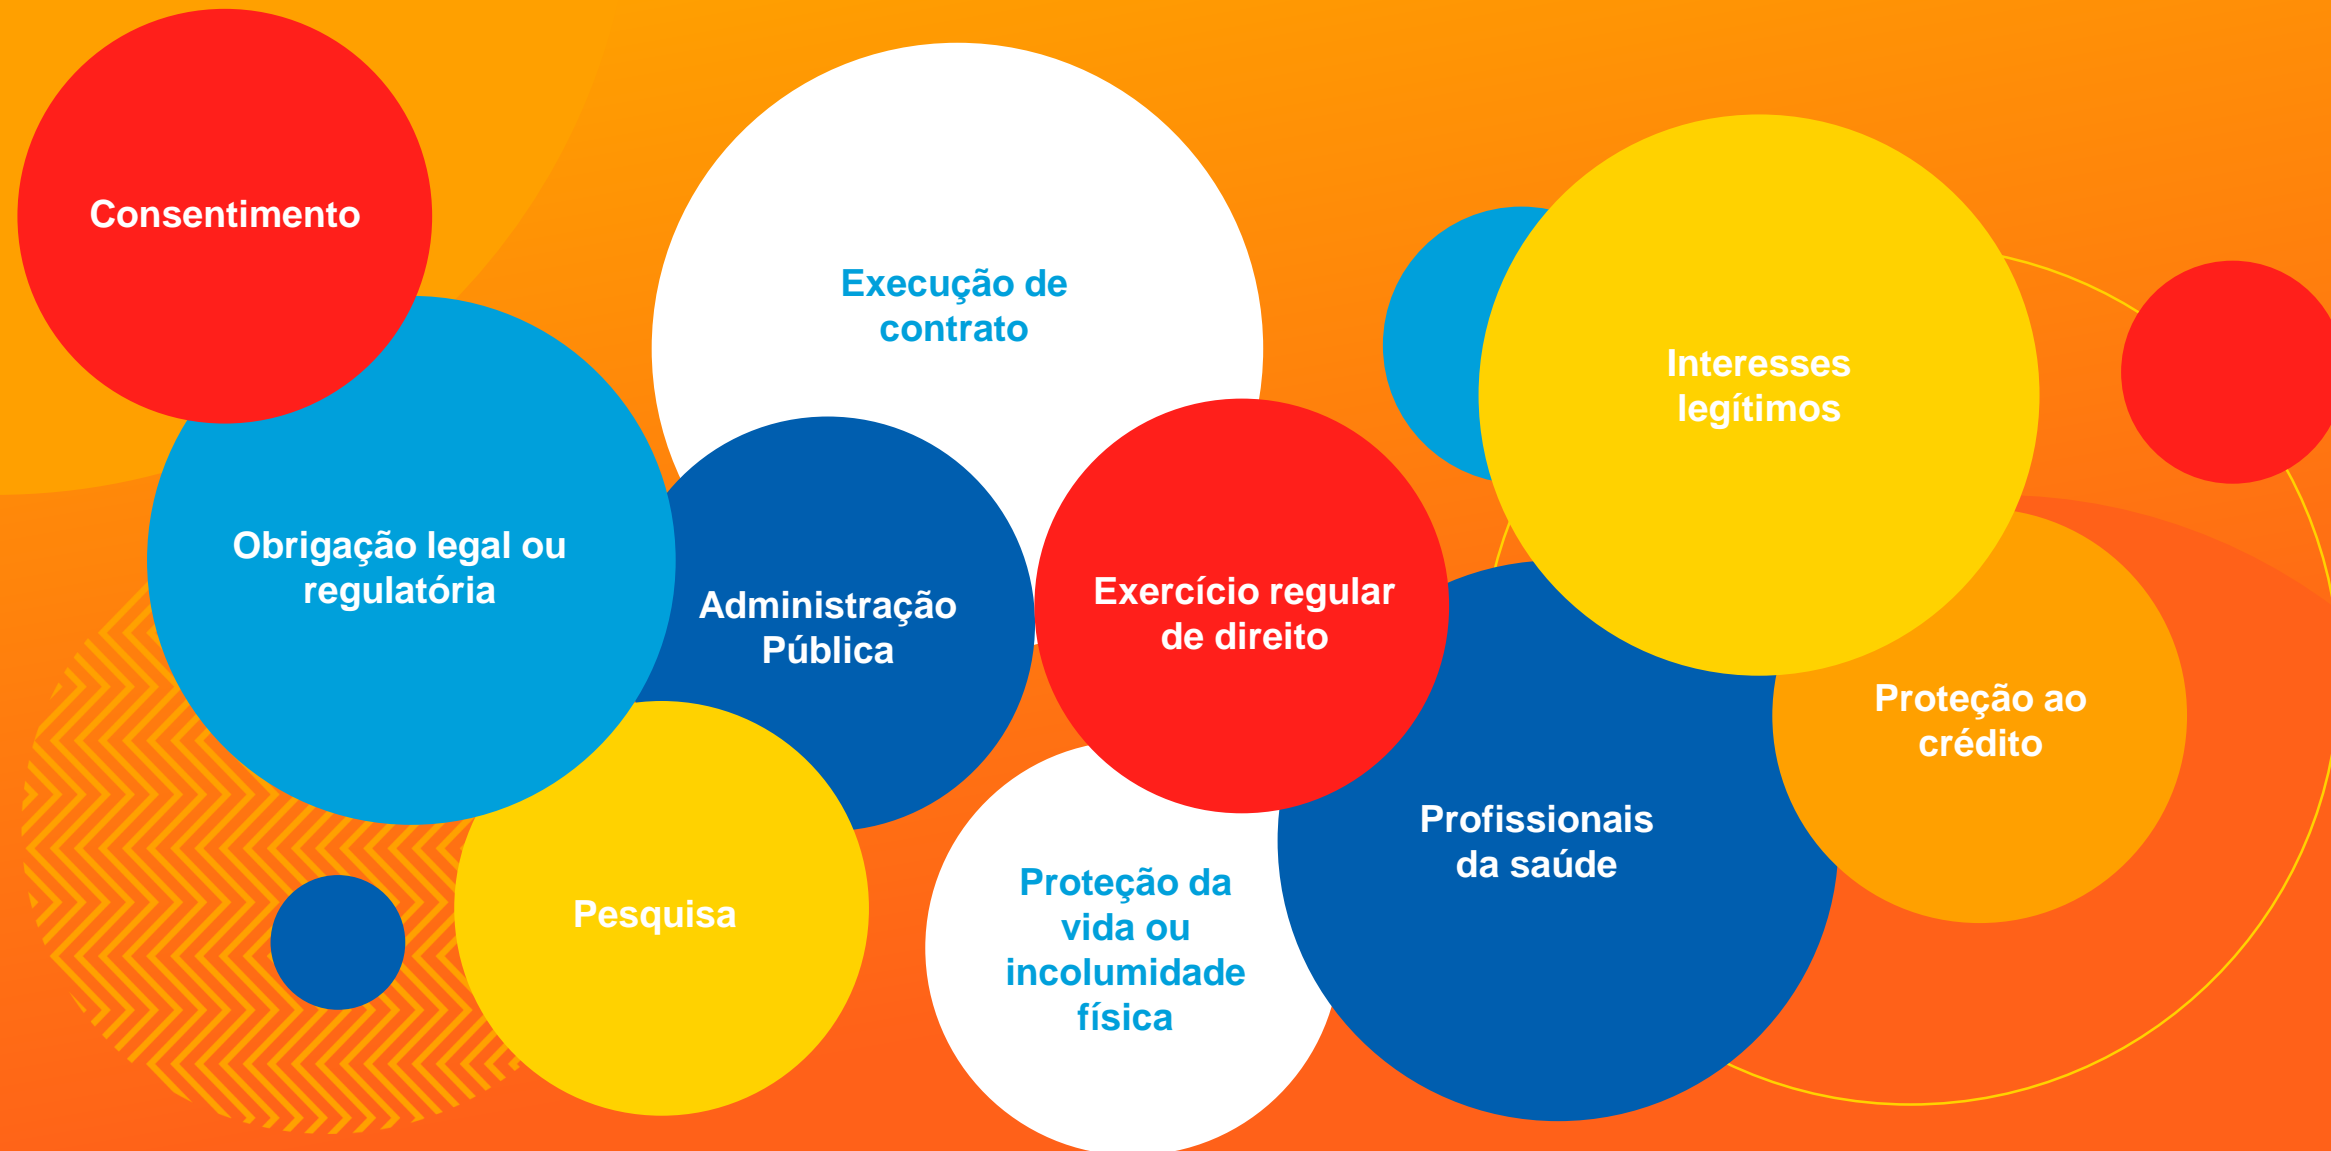 Consentimento
Execução de
contrato
Interesses
legítimos
Obrigação legal ou
regulatória
Administração
Pública
Exercício regular
de direito
Proteção ao
crédito
Profissionais
da saúde
Pesquisa
Proteção da
vida ou
incolumidade
física